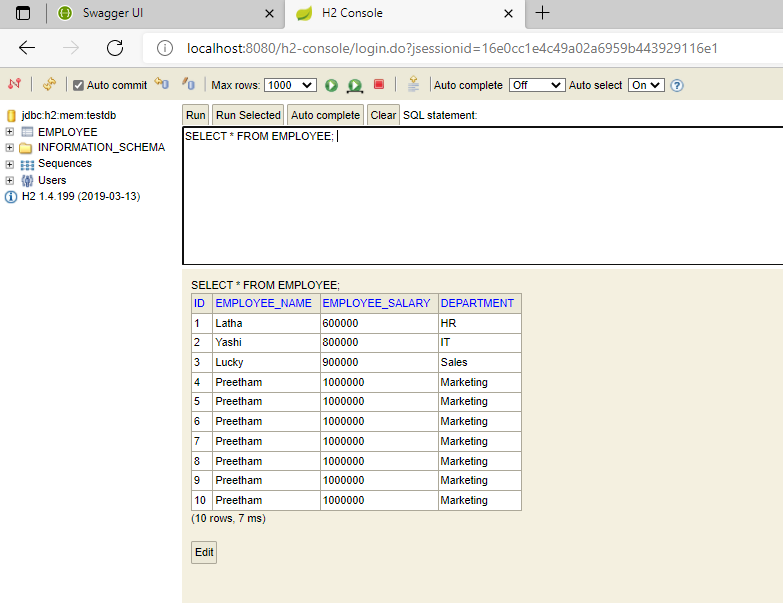 Swagger UI
H2 Console
localhost:8080/h2-console/login.do?jsessionid=16e0cc1e4c49a02a6959b443929116e1
Auto commit Max rows: 1000 Auto complete Off Auto select On ?
jdbc:h2:mem:testdb
EMPLOYEE
INFORMATION_SCHEMA
Sequences
Users
H2 1.4.199 (2019-03-13)
Run Run Selected Auto complete Clear SQL statement:
SELECT * FROM EMPLOYEE;
SELECT * FROM EMPLOYEE;
ID EMPLOYEE_NAME EMPLOYEE_SALARY DEPARTMENT
1 Latha 600000 HR
2 Yashi 800000 IT
3 Lucky 900000 Sales
4 Preetham 1000000 Marketing
5 Preetham 1000000 Marketing
6 Preetham 1000000 Marketing
7 Preetham 1000000 Marketing
8 Preetham 1000000 Marketing
9 Preetham 1000000 Marketing
10 Preetham 1000000 Marketing
(10 rows, 7 ms)
Edit